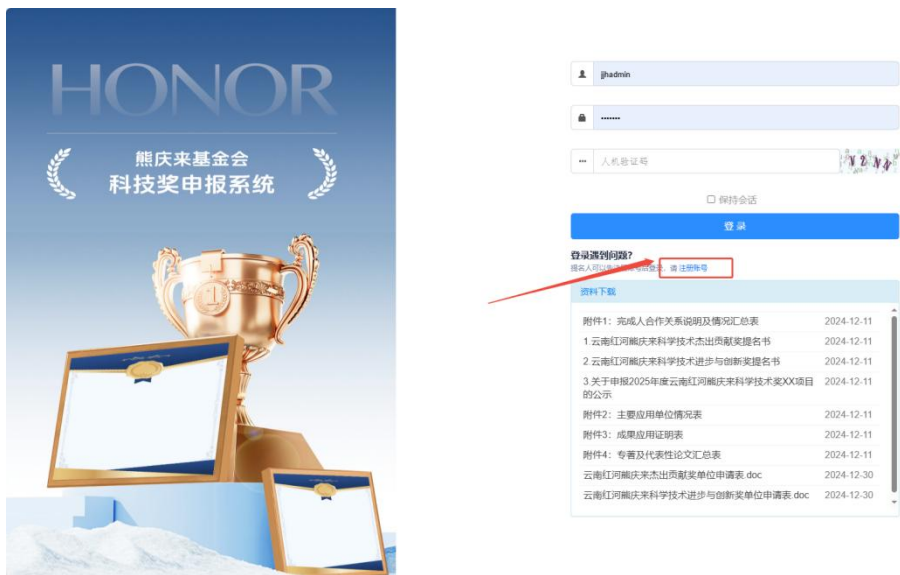 HONOR
熊庆来基金会
科技奖申报系统
jjhadmin
•••••••
人机验证码
保持会话
登录
登录遇到问题?
请 注册账号
资料下载
附件1：完成人合作关系说明及情况汇总表 2024-12-11
1.云南红河熊庆来科学技术杰出贡献奖提名书 2024-12-11
2.云南红河熊庆来科学技术进步与创新奖提名书 2024-12-11
3.关于申报2025年度云南红河熊庆来科学技术奖XX项目 2024-12-11
的公示
附件2：主要应用单位情况表 2024-12-11
附件3：成果应用证明表 2024-12-11
附件4：专著及代表性论文汇总表 2024-12-11
云南红河熊庆来杰出贡献奖单位申请表.doc 2024-12-30
云南红河熊庆来科学技术进步与创新奖单位申请表.doc 2024-12-30